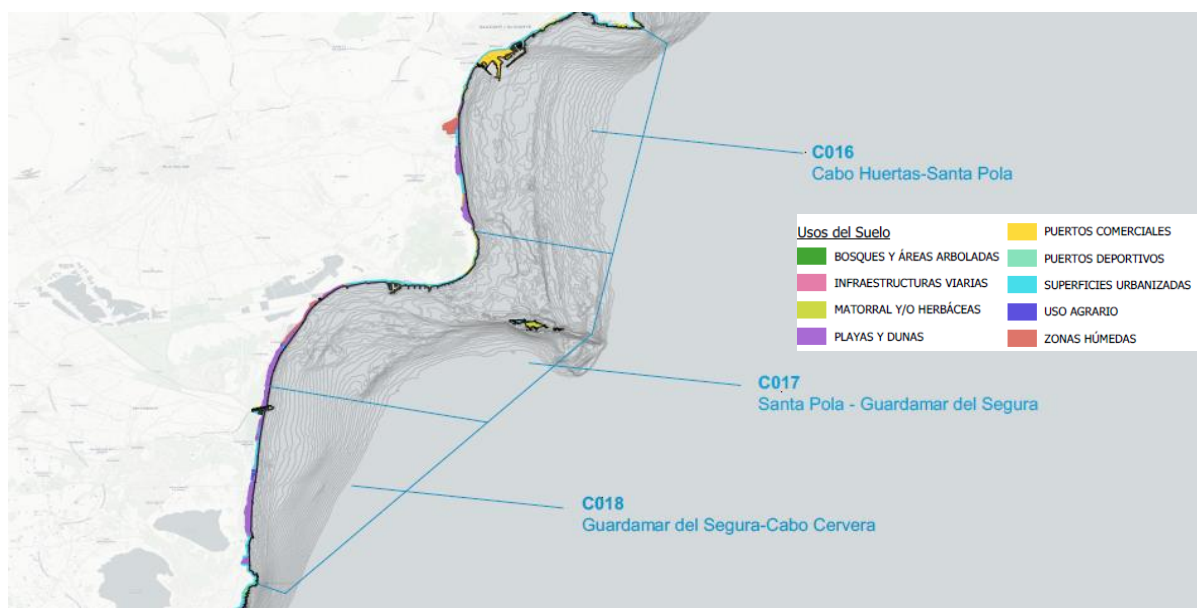 C016
Cabo Huertas-Santa Pola
Usos del Suelo
BOSQUES Y ÁREAS ARBOLADAS
INFRAESTRUCTURAS VIARIAS
MATORRAL Y/O HERBÁCEAS
PLAYAS Y DUNAS
PUERTOS COMERCIALES
PUERTOS DEPORTIVOS
SUPERFICIES URBANIZADAS
USO AGRARIO
ZONAS HÚMEDAS
C017
Santa Pola - Guardamar del Segura
C018
Guardamar del Segura-Cabo Cervera